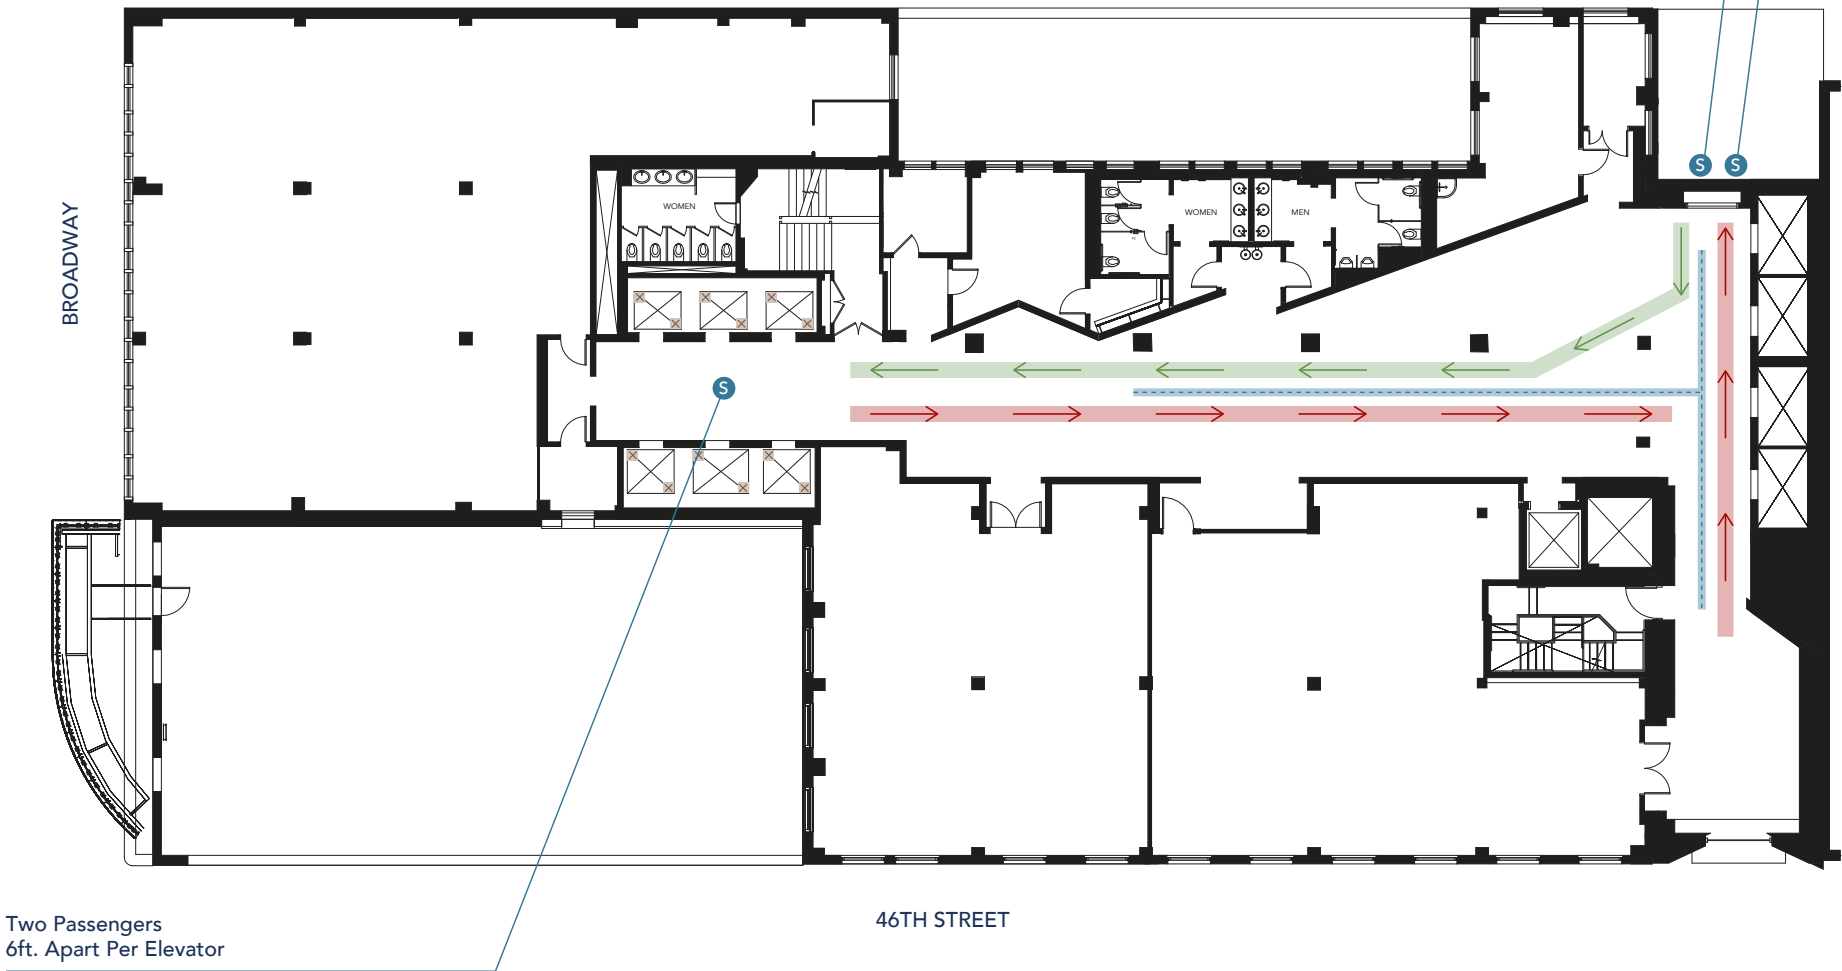 S S
WOMEN
WOMEN
MEN
BROADWAY
S
46TH STREET
Two Passengers
6ft. Apart Per Elevator